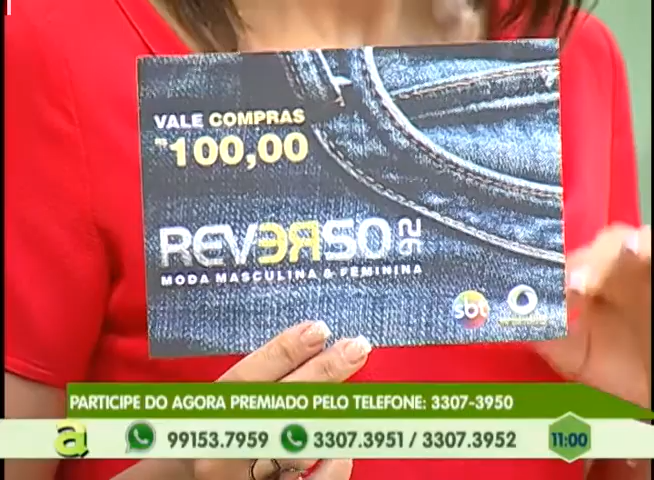 VALE COMPRAS
R$ 100,00
REVERSO 26
MODA MASCULINA & FEMININA
sbt
PARTICIPE DO AGORA PREMIADO PELO TELEFONE: 3307-3950
a 99153.7959 3307.3951 / 3307.3952 11:00